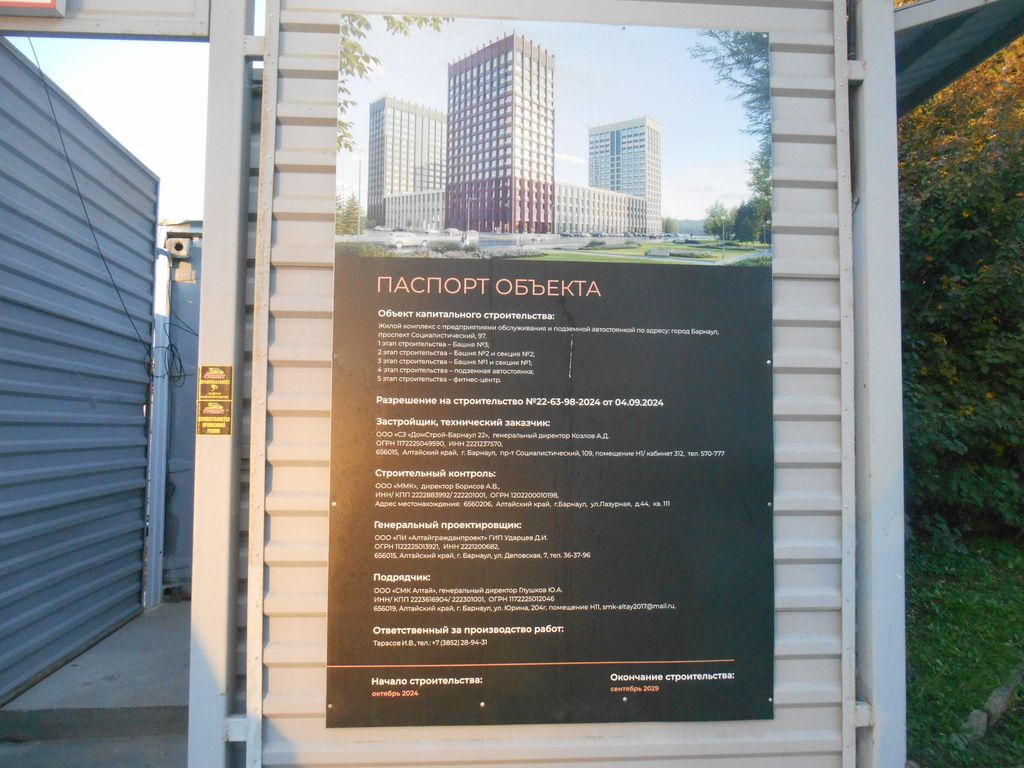 ПАСПОРТ ОБЪЕКТА
Объект капитального строительства:
Жилой комплекс с предприятиями обслуживания и подземной автостоянкой по адресу: город Барнаул,
проспект Социалистический, 97.
1 этап строительства – Башня №3;
2 этап строительства – Башня №2 и секция №2;
3 этап строительства – Башня №1 и секция №1;
4 этап строительства – подземная автостоянка;
5 этап строительства – фитнес-центр.
Разрешение на строительство №22-63-98-2024 от 04.09.2024
Застройщик, технический заказчик:
ООО «СЗ «ДомСтрой-Барнаул 22», генеральный директор Козлов А.Д.
ОГРН 1172225049590, ИНН 2221237570,
656015, Алтайский край, г. Барнаул, пр-т Социалистический, 109, помещение Н1/ кабинет 312, тел. 570-777
Строительный контроль:
ООО «ММК», директор Борисов А.В.,
ИНН/ КПП 2222883992/ 222201001, ОГРН 1202200010198,
Адрес местонахождения: 6560206, Алтайский край, г.Барнаул, ул.Лазурная, д.44, кв. 111
Генеральный проектировщик:
ООО «ПИ «Алтайгражданпроект» ГИП Ударцев Д.И.
ОГРН 1122225013921, ИНН 2221200682,
656015, Алтайский край, г. Барнаул, ул. Деповская, 7, тел. 36-37-96
Подрядчик:
ООО «СМК Алтай», генеральный директор Глушков Ю.А.
ИНН/ КПП 2223616904/ 222301001, ОГРН 1172225012046
656019, Алтайский край, г. Барнаул, ул. Юрина, 204г, помещение Н11, smk-altay2017@mail.ru,
Ответственный за производство работ:
Тарасов И.В., тел.: +7 (3852) 28-94-31
Начало строительства:
октябрь 2024
Окончание строительства:
сентябрь 2029
ВНИМАНИЕ!